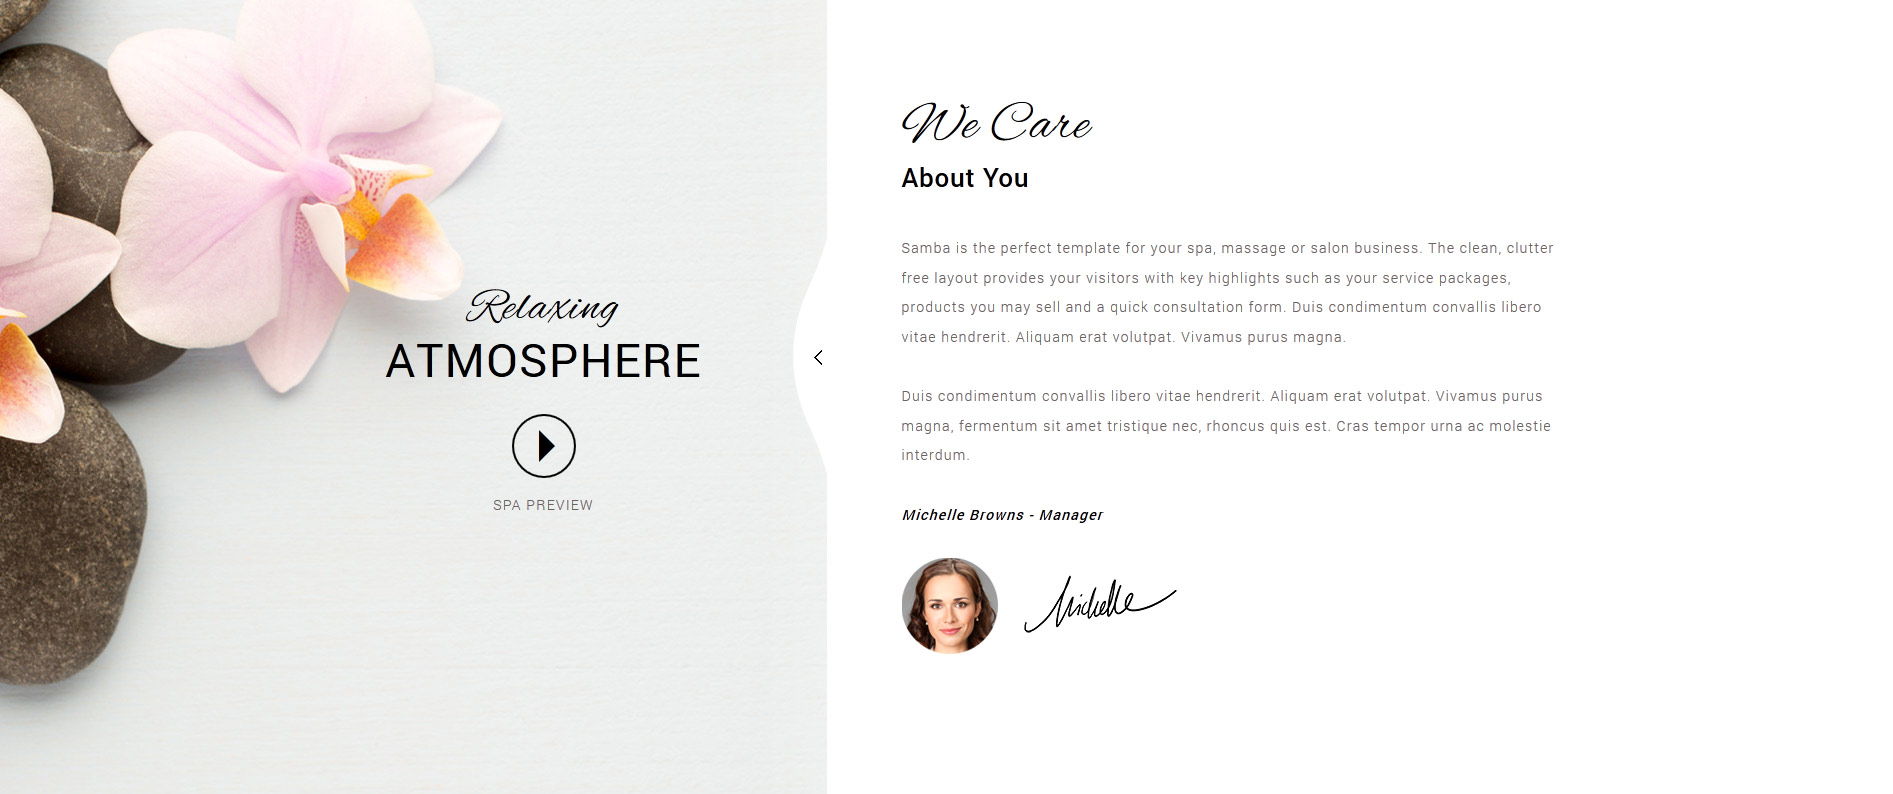 Relaxing
ATMOSPHERE
SPA PREVIEW
We Care
About You
Samba is the perfect template for your spa, massage or salon business. The clean, clutter
free layout provides your visitors with key highlights such as your service packages,
products you may sell and a quick consultation form. Duis condimentum convallis libero
vitae hendrerit. Aliquam erat volutpat. Vivamus purus magna.
Duis condimentum convallis libero vitae hendrerit. Aliquam erat volutpat. Vivamus purus
magna, fermentum sit amet tristique nec, rhoncus quis est. Cras tempor urna ac molestie
interdum.
Michelle Browns - Manager
Michelle